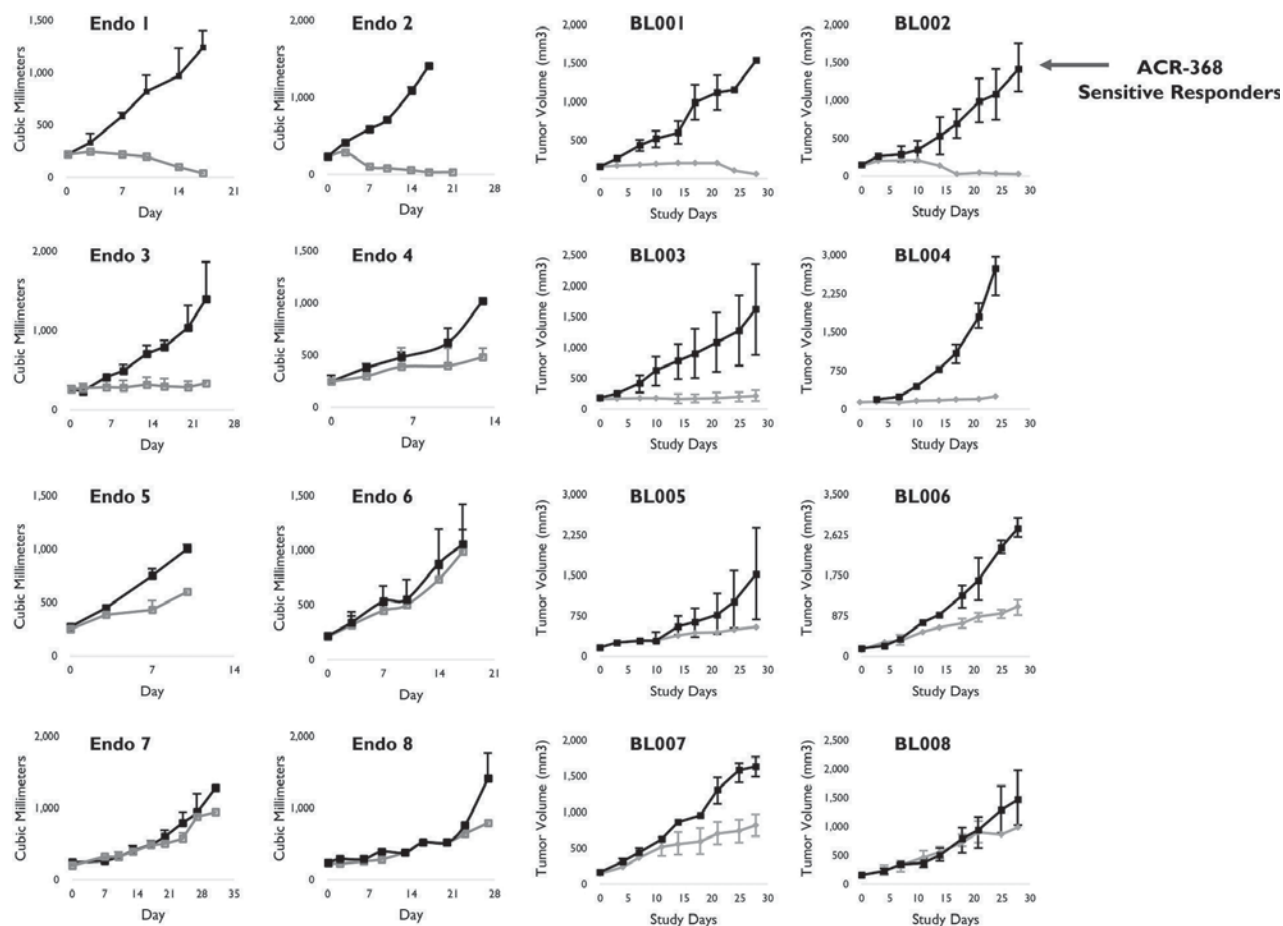 Endo 1
1,500
1,000
500
0
Cubic Millimeters
0 7 14 21
Day
Endo 2
2,000
1,000
0
Cubic Millimeters
0 7 14 21 28
Day
BL001
2,000
1,500
1,000
500
0
Tumor Volume (mm3)
0 5 10 15 20 25 30
Study Days
BL002
2,000
1,500
1,000
500
0
Tumor Volume (mm3)
0 5 10 15 20 25 30
Study Days
ACR-368
Sensitive Responders
Endo 3
2,000
1,000
0
Cubic Millimeters
0 7 14 21 28
Day
Endo 4
1,500
1,000
500
0
Cubic Millimeters
0 7 14
Day
BL003
2,500
2,000
1,500
1,000
500
0
Tumor Volume (mm3)
0 5 10 15 20 25 30
Study Days
BL004
3,000
2,250
1,500
750
0
Tumor Volume (mm3)
0 5 10 15 20 25 30
Study Days
Endo 5
1,500
1,000
500
0
Cubic Millimeters
0 7 14
Day
Endo 6
1,500
1,000
500
0
Cubic Millimeters
0 7 14 21
Day
BL005
3,000
2,250
1,500
750
0
Tumor Volume (mm3)
0 5 10 15 20 25 30
Study Days
BL006
3,500
2,625
1,750
875
0
Tumor Volume (mm3)
0 5 10 15 20 25 30
Study Days
Endo 7
2,000
1,000
0
Cubic Millimeters
0 7 14 21 28 35
Day
Endo 8
2,000
1,000
0
Cubic Millimeters
0 7 14 21 28
Day
BL007
2,000
1,500
1,000
500
0
Tumor Volume (mm3)
0 5 10 15 20 25 30
Study Days
BL008
2,000
1,500
1,000
500
0
Tumor Volume (mm3)
0 5 10 15 20 25 30
Study Days